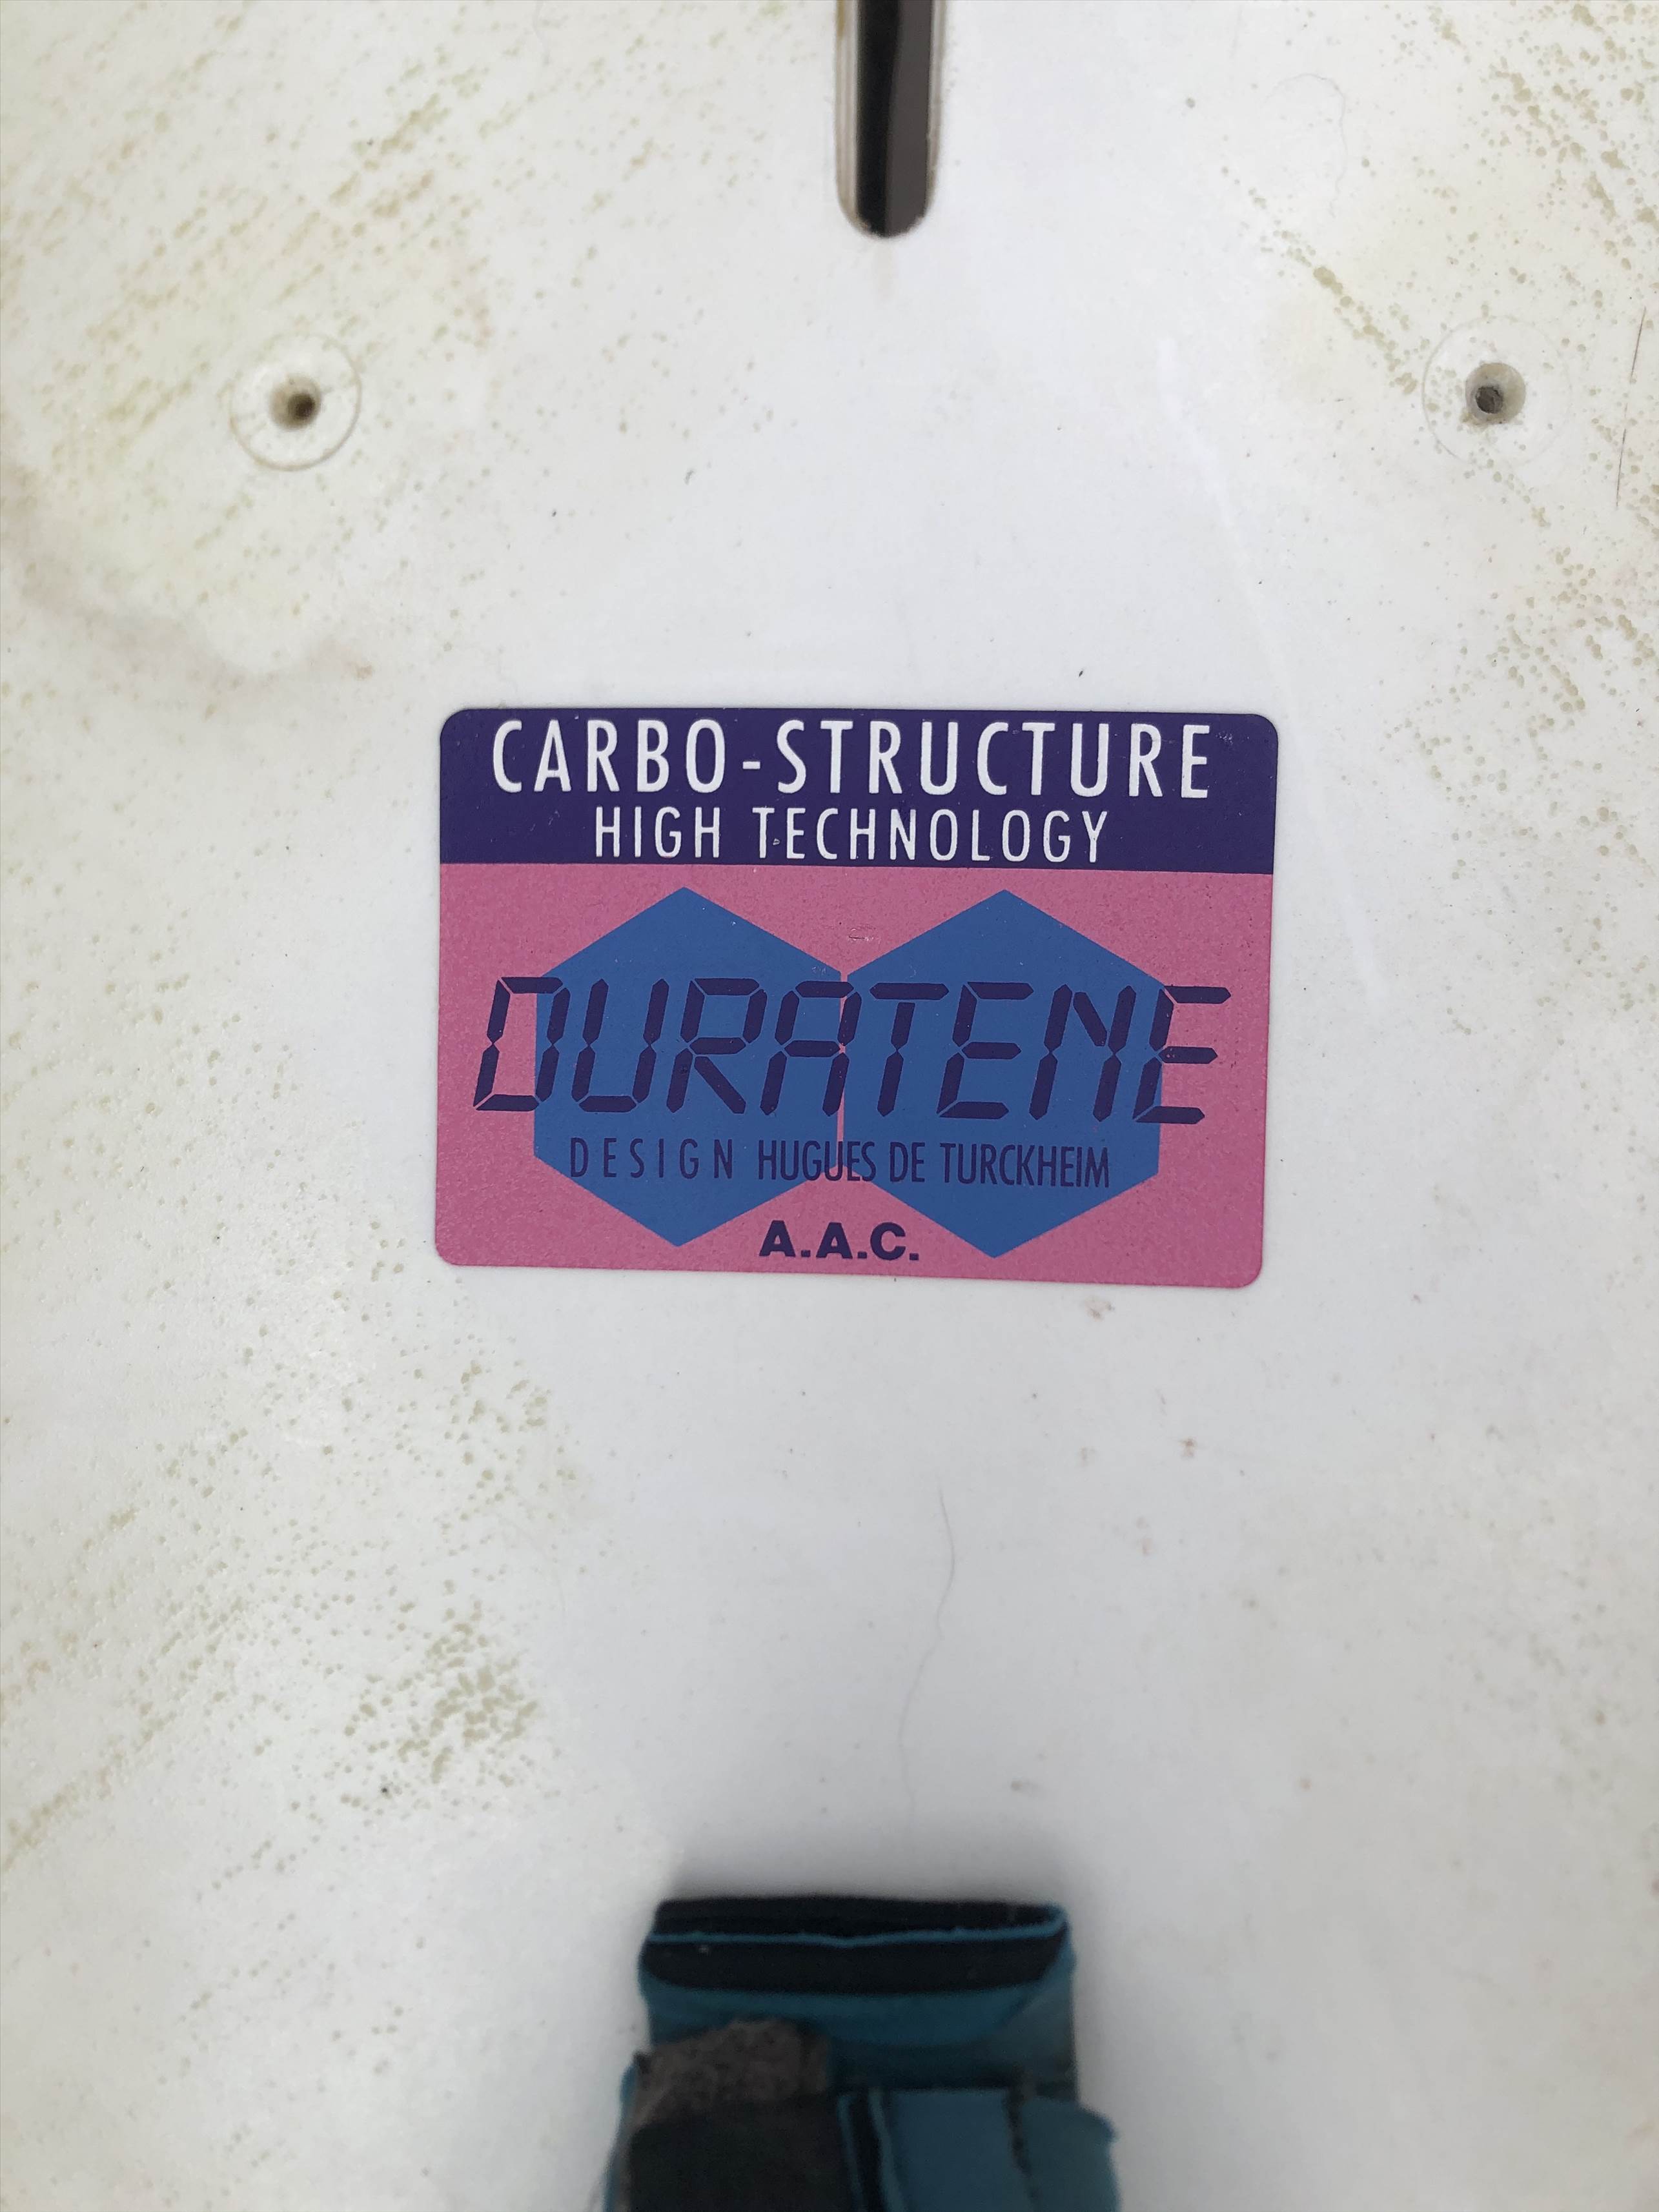 CARBO-STRUCTURE
HIGH TECHNOLOGY
DURATENE
DESIGN HUGUES DE TURCKHEIM
A.A.C.